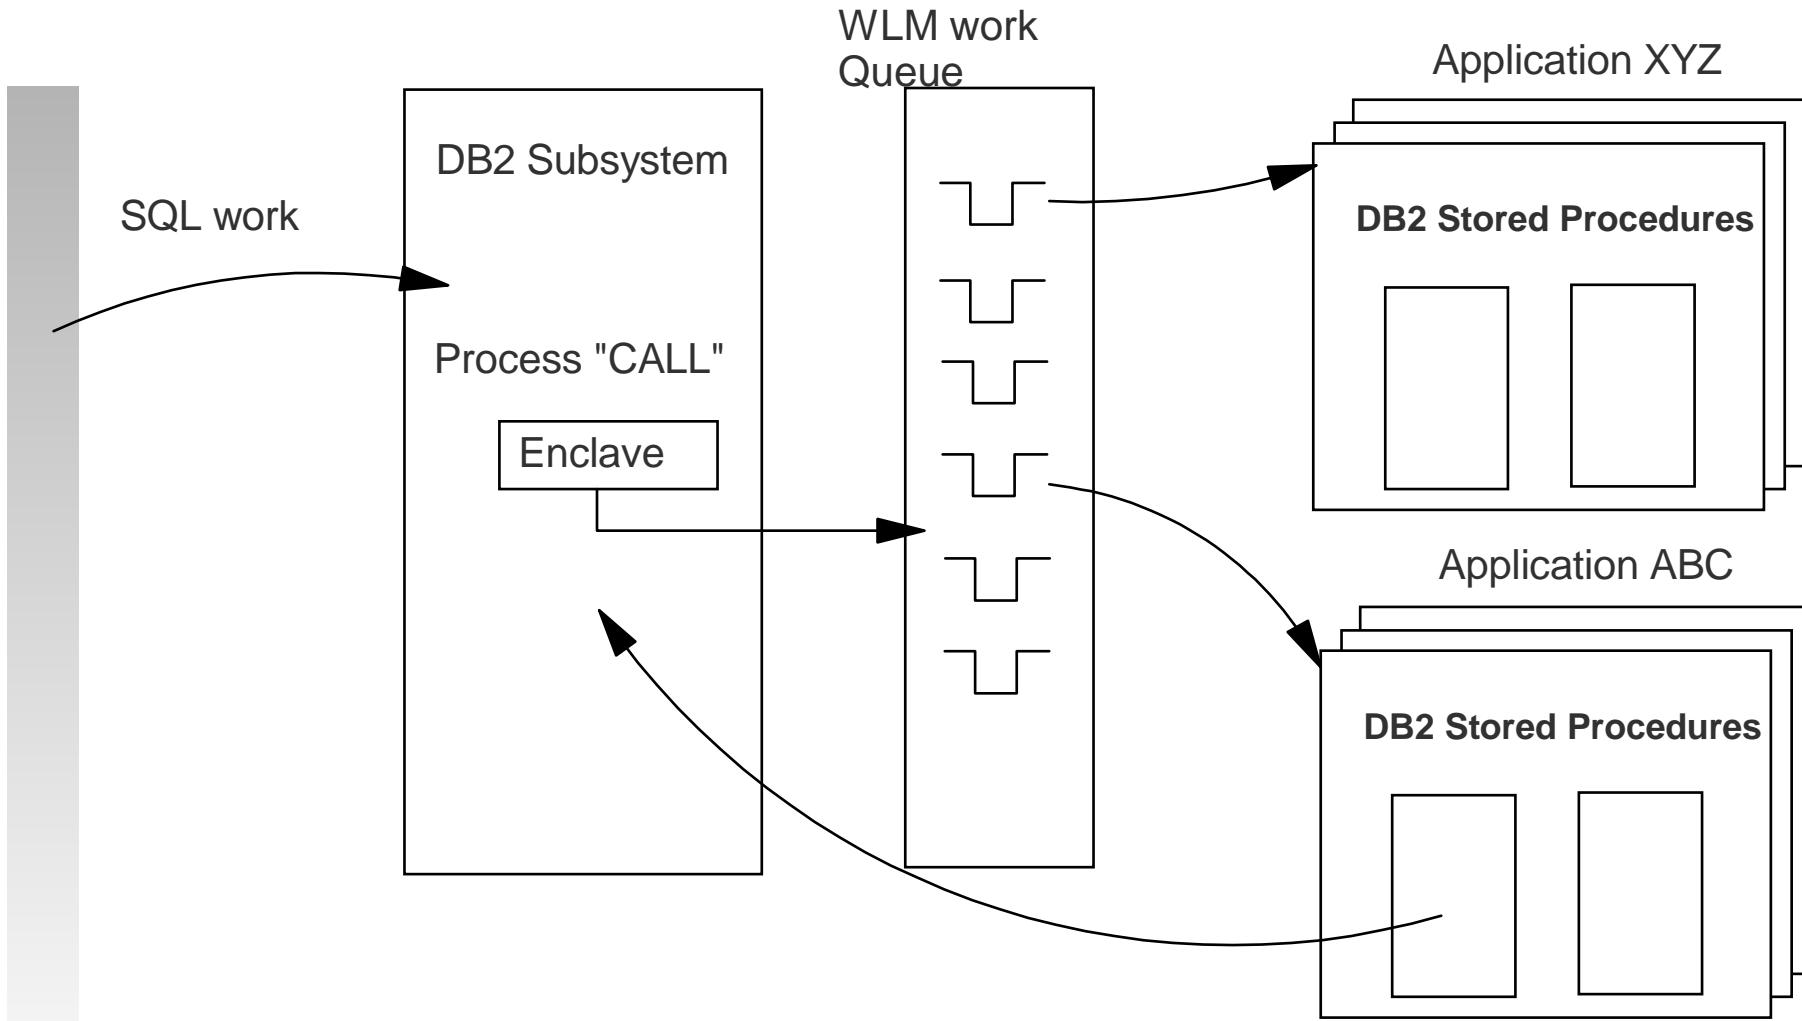 WLM work
Queue
Application XYZ
DB2 Subsystem
SQL work
DB2 Stored Procedures
Process "CALL"
Enclave
Application ABC
DB2 Stored Procedures